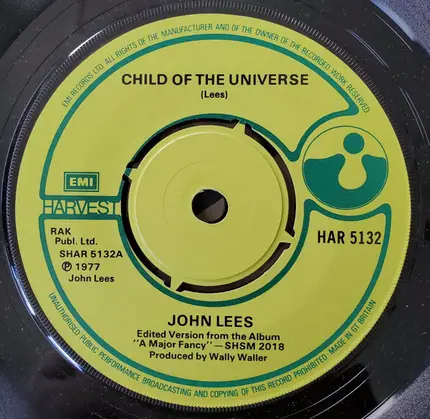 EMI RECORDS LTD. ALL RIGHTS OF THE MANUFACTURER AND OF THE OWNER OF THE RECORDED WORK RESERVED
CHILD OF THE UNIVERSE
(Lees)
EMI
HARVEST
HAR 5132
RAK
Publ. Ltd.
SHAR 5132A
Ⓟ 1977
John Lees
JOHN LEES
Edited Version from the Album
"A Major Fancy"—SHSM 2018
Produced by Wally Waller
UNAUTHORISED PUBLIC PERFORMANCE BROADCASTING AND COPYING OF THIS RECORD PROHIBITED. MADE IN GT BRITAIN